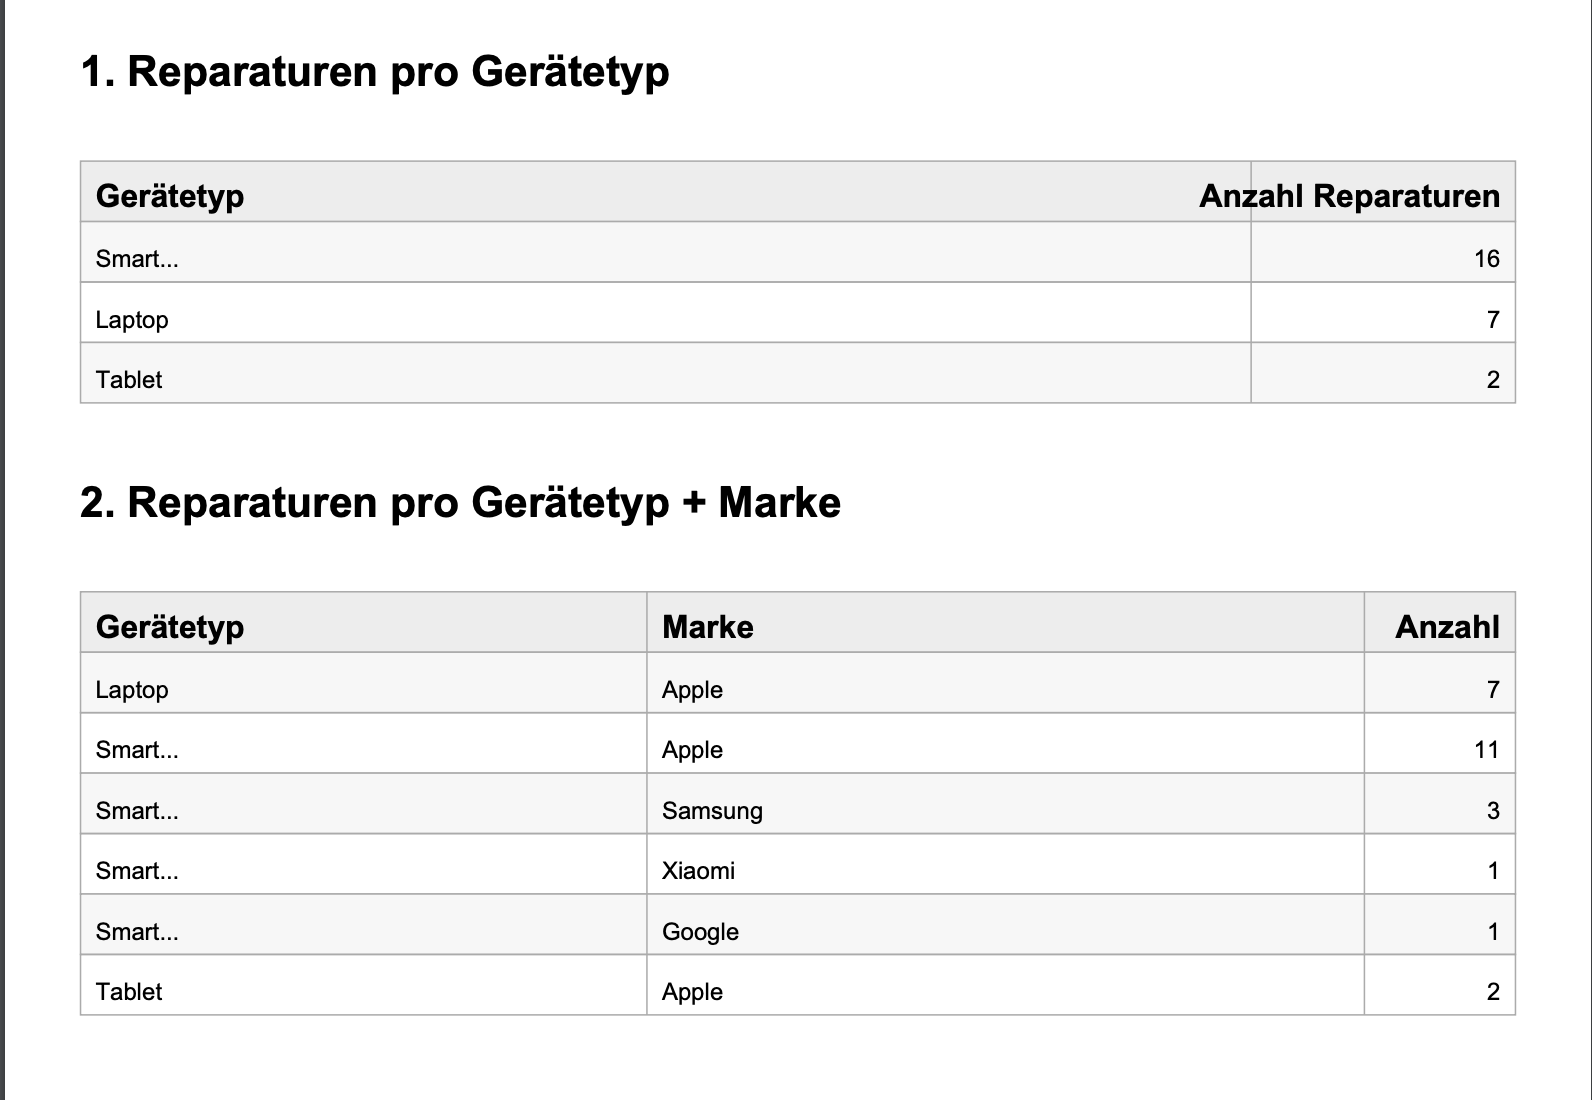 1. Reparaturen pro Gerätetyp
Gerätetyp Anzahl Reparaturen
Smart... 16
Laptop 7
Tablet 2
2. Reparaturen pro Gerätetyp + Marke
Gerätetyp Marke Anzahl
Laptop Apple 7
Smart... Apple 11
Smart... Samsung 3
Smart... Xiaomi 1
Smart... Google 1
Tablet Apple 2